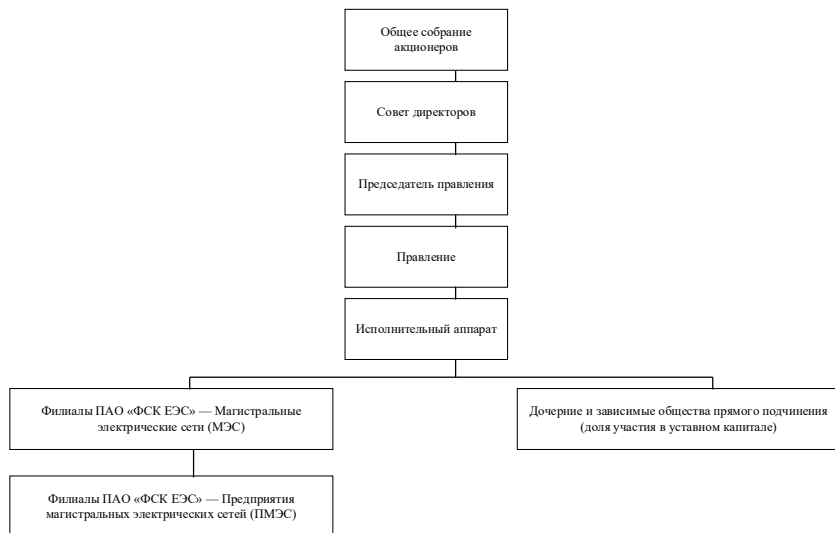 Общее собрание
акционеров
Совет директоров
Председатель правления
Правление
Исполнительный аппарат
Филиалы ПАО «ФСК ЕЭС» — Магистральные
электрические сети (МЭС)
Дочерние и зависимые общества прямого подчинения
(доля участия в уставном капитале)
Филиалы ПАО «ФСК ЕЭС» — Предприятия
магистральных электрических сетей (ПМЭС)